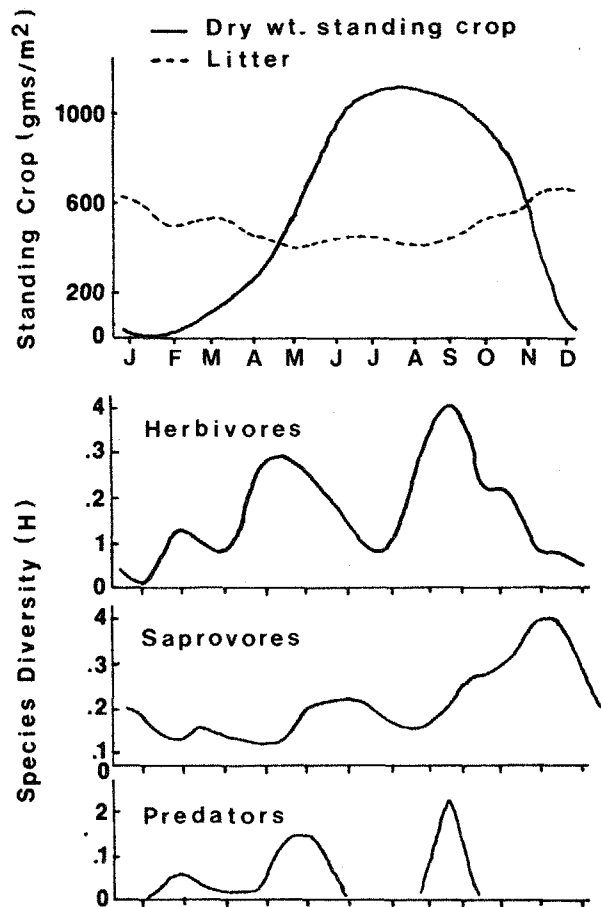 Dry wt. standing crop
Litter
Standing Crop (gms/m²)
1000
600
200
0
J F M A M J J A S O N D
Species Diversity (H)
Herbivores
4
.3
2
1
0
Saprovores
4
.3
.2
.1
0
Predators
2
.1
0